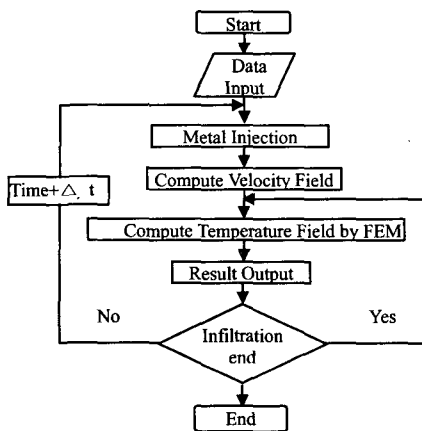 Start
Data
Input
Metal Injection
Time+△. t
Compute Velocity Field
Compute Temperature Field by FEM
Result Output
No
Infiltration
end
Yes
End